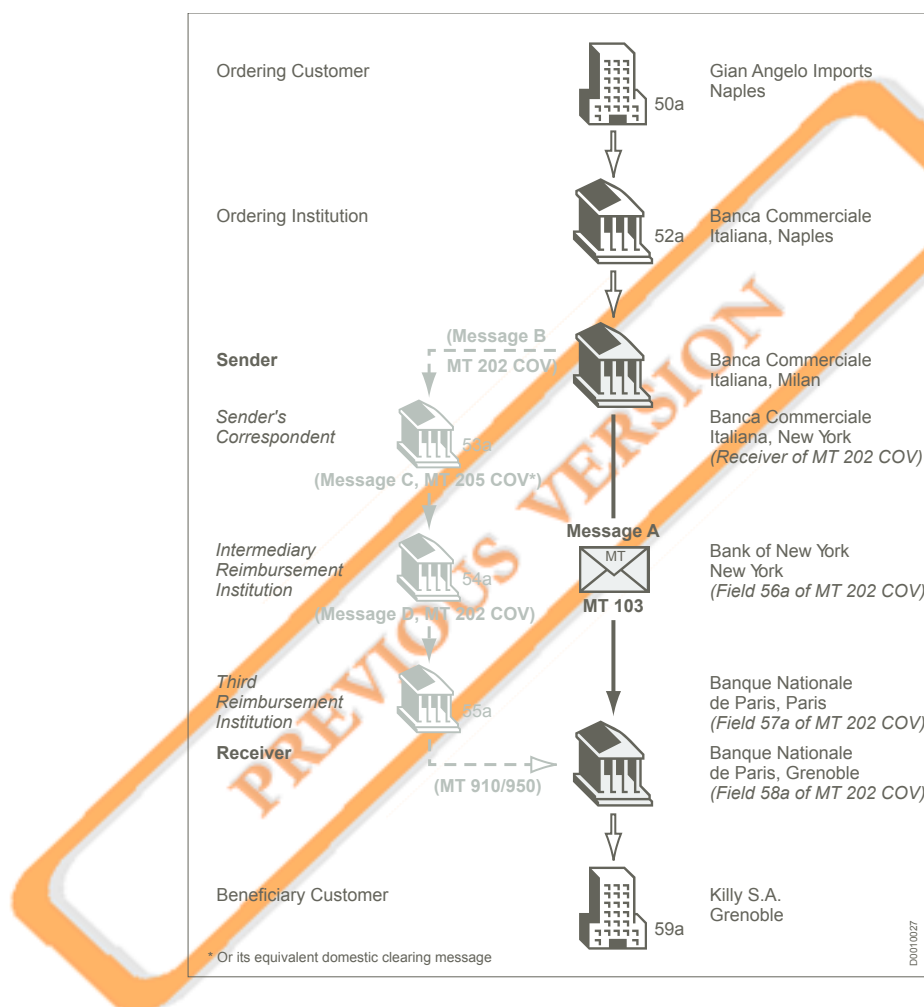 Ordering Customer
50a
Gian Angelo Imports
Naples
Ordering Institution
52a
Banca Commerciale
Italiana, Naples
(Message B
MT 202 COV)
Sender
Banca Commerciale
Italiana, Milan
Sender's
Correspondent
53a
Banca Commerciale
Italiana, New York
(Receiver of MT 202 COV)
(Message C, MT 205 COV*)
Message A
MT
MT 103
Intermediary
Reimbursement
Institution
54a
Bank of New York
New York
(Field 56a of MT 202 COV)
(Message D, MT 202 COV)
Third
Reimbursement
Institution
55a
Banque Nationale
de Paris, Paris
(Field 57a of MT 202 COV)
Receiver
Banque Nationale
de Paris, Grenoble
(Field 58a of MT 202 COV)
(MT 910/950)
Beneficiary Customer
59a
Killy S.A.
Grenoble
* Or its equivalent domestic clearing message
D0010027
PREVIOUS VERSION